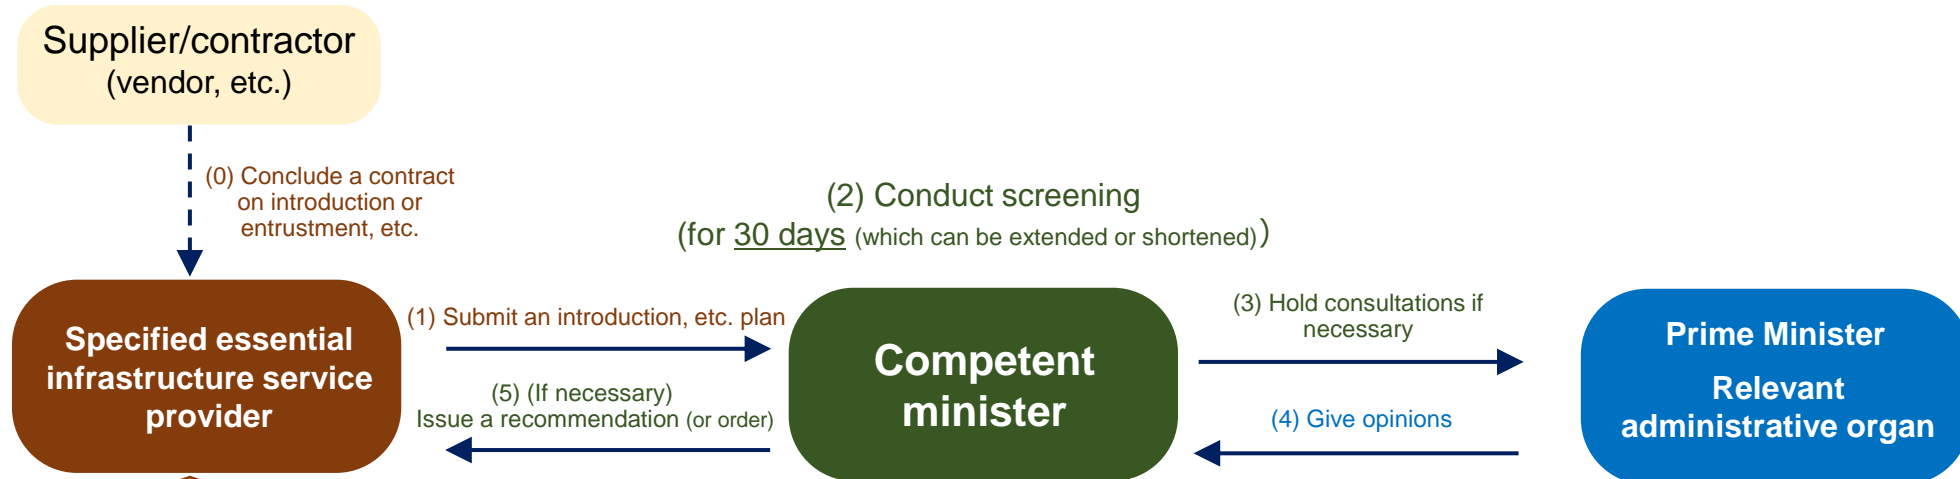 Supplier/contractor
(vendor, etc.)
(0) Conclude a contract
on introduction or
entrustment, etc.
(2) Conduct screening
(for 30 days (which can be extended or shortened))
Specified essential
infrastructure service
provider
(1) Submit an introduction, etc. plan
(5) (If necessary)
Issue a recommendation (or order)
Competent
minister
(3) Hold consultations if
necessary
(4) Give opinions
Prime Minister
Relevant
administrative organ